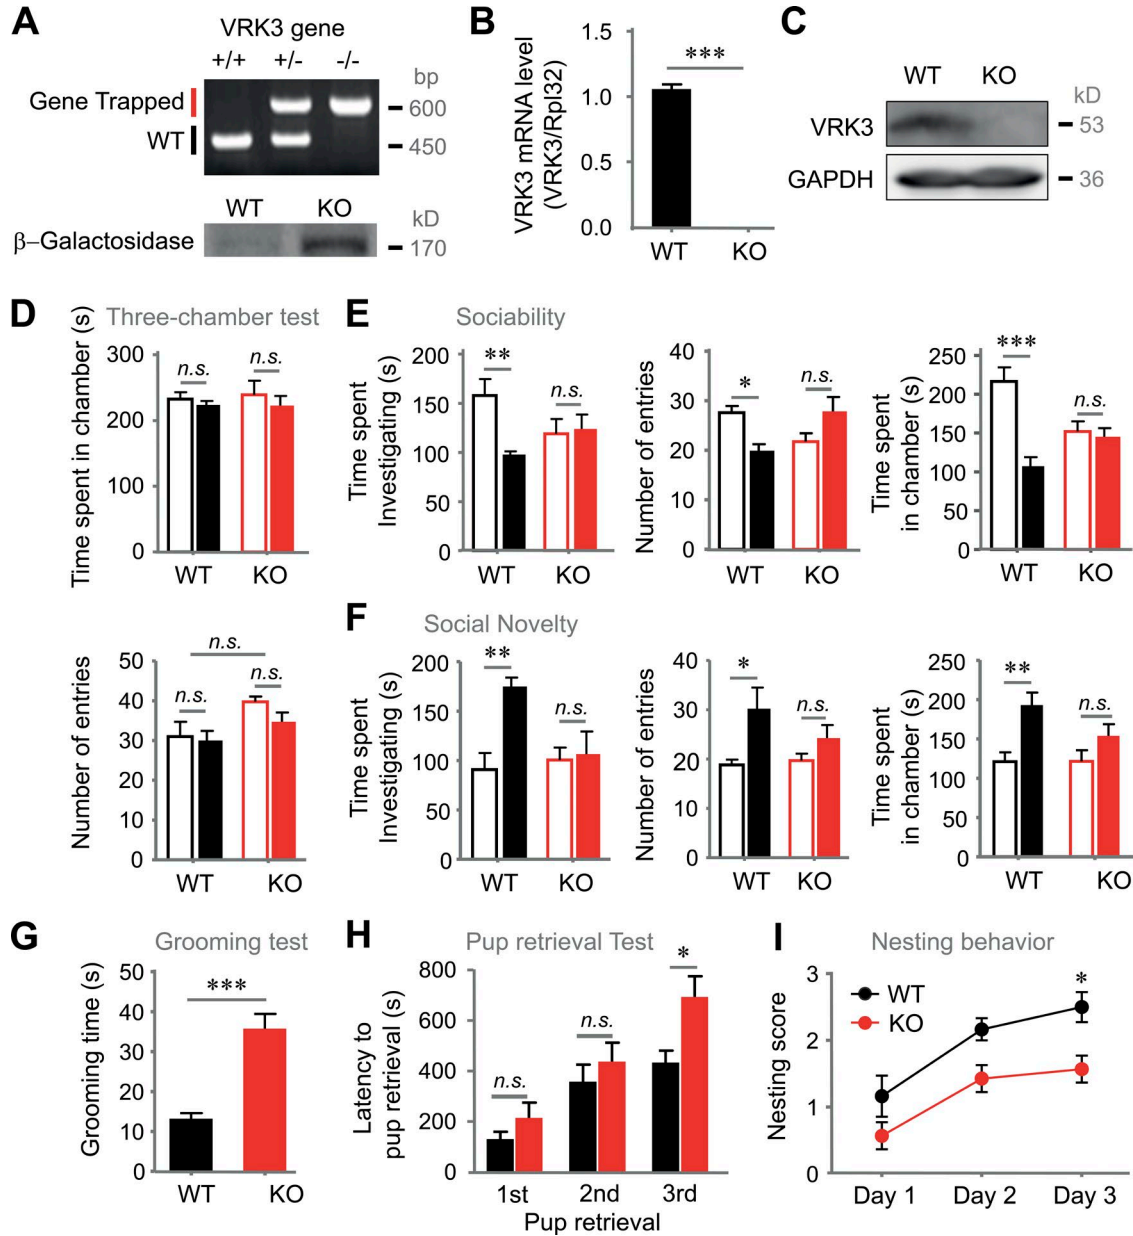 A
VRK3 gene
+/+ +/- -/-
bp
Gene Trapped
600
WT
450
WT KO
kD
β–Galactosidase
170
B
VRK3 mRNA level
(VRK3/Rpl32)
1.5
1.0
0.5
0.0
***
WT KO
C
WT KO
kD
VRK3
53
GAPDH
36
D
Three-chamber test
Time spent in chamber (s)
300
200
100
0
n.s.
n.s.
WT KO
Number of entries
50
40
30
20
10
0
n.s.
n.s.
n.s.
WT KO
E
Sociability
Time spent
Investigating (s)
200
150
100
50
0
**
n.s.
WT KO
Number of entries
40
30
20
10
0
*
n.s.
WT KO
Time spent
in chamber (s)
250
200
150
100
50
0
***
n.s.
WT KO
F
Social Novelty
Time spent
Investigating (s)
200
150
100
50
0
**
n.s.
WT KO
Number of entries
40
30
20
10
0
*
n.s.
WT KO
Time spent
in chamber (s)
250
200
150
100
50
0
**
n.s.
WT KO
G
Grooming test
Grooming time (s)
50
40
30
20
10
0
***
WT KO
H
Pup retrieval Test
Latency to
pup retrieval (s)
800
600
400
200
0
n.s.
n.s.
*
1st 2nd 3rd
Pup retrieval
I
Nesting behavior
Nesting score
3
2
1
0
WT
KO
*
Day 1 Day 2 Day 3